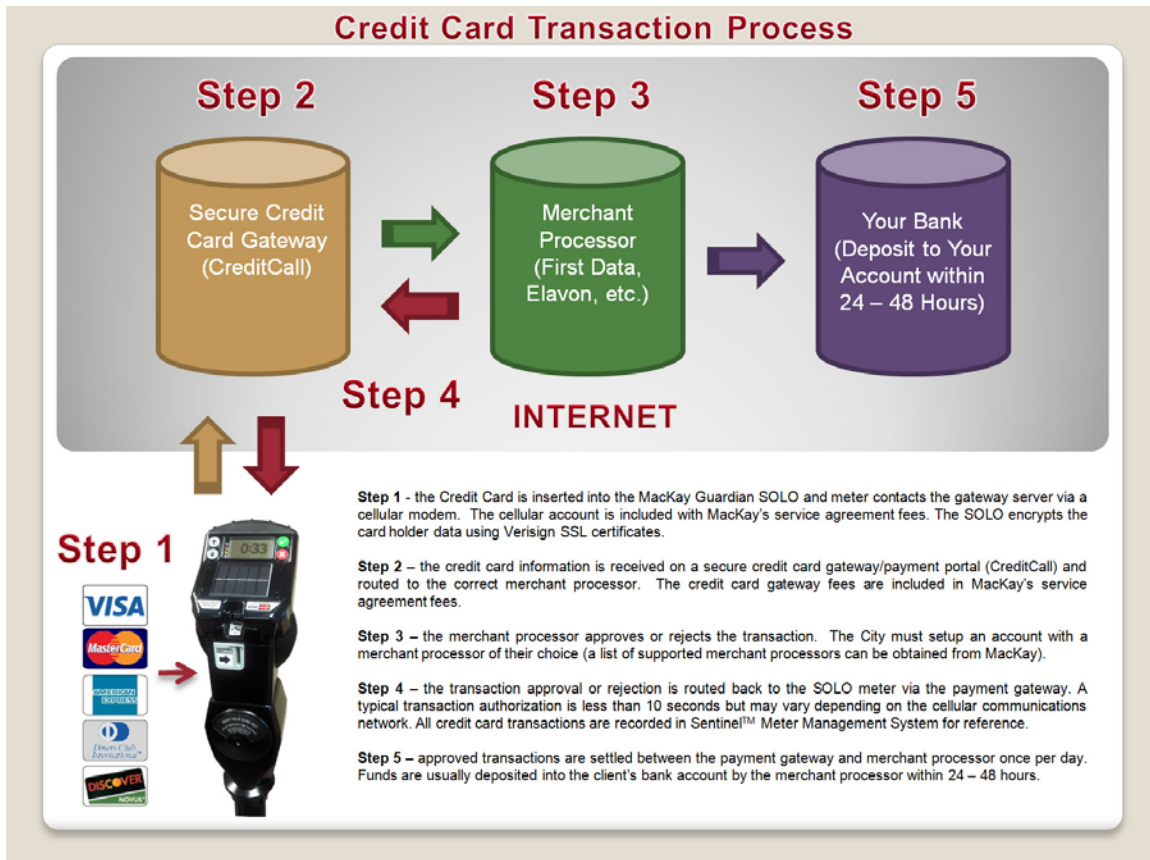 Credit Card Transaction Process
Step 2
Step 3
Step 5
Secure Credit
Card Gateway
(CreditCall)
Merchant
Processor
(First Data,
Elavon, etc.)
Your Bank
(Deposit to Your
Account within
24 – 48 Hours)
Step 4
INTERNET
Step 1
0:33
VISA
MasterCard
AMERICAN
EXPRESS
Diners Club
International
DISCOVER
NOVUS
Step 1 - the Credit Card is inserted into the MacKay Guardian SOLO and meter contacts the gateway server via a
cellular modem. The cellular account is included with MacKay's service agreement fees. The SOLO encrypts the
card holder data using Verisign SSL certificates.
Step 2 – the credit card information is received on a secure credit card gateway/payment portal (CreditCall) and
routed to the correct merchant processor. The credit card gateway fees are included in MacKay's service
agreement fees.
Step 3 – the merchant processor approves or rejects the transaction. The City must setup an account with a
merchant processor of their choice (a list of supported merchant processors can be obtained from MacKay).
Step 4 – the transaction approval or rejection is routed back to the SOLO meter via the payment gateway. A
typical transaction authorization is less than 10 seconds but may vary depending on the cellular communications
network. All credit card transactions are recorded in Sentinel™ Meter Management System for reference.
Step 5 – approved transactions are settled between the payment gateway and merchant processor once per day.
Funds are usually deposited into the client's bank account by the merchant processor within 24 – 48 hours.